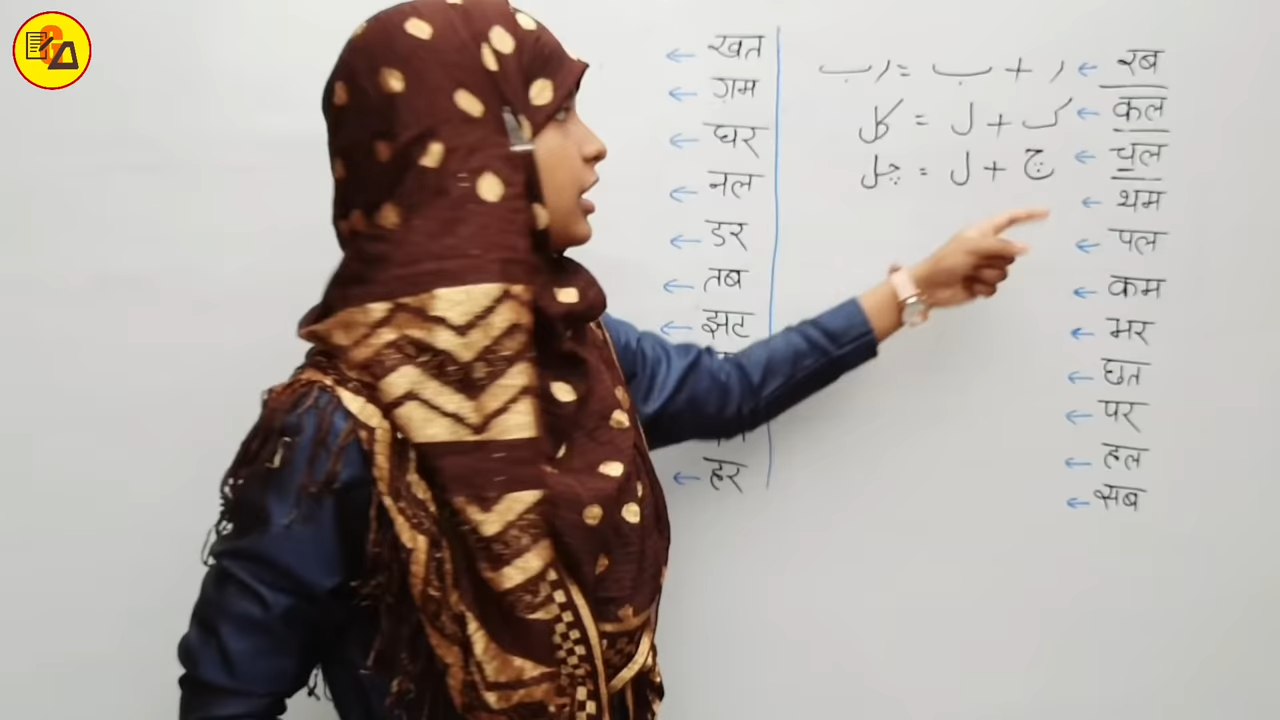 رب = ب + ر ← रब
کل = ل + ک ← कल
چل = ل + چ ← चल
← थम
← पल
← कम
← भर
← छत
← पर
← हल
← सब
← खत
← ग़म
← घर
← नल
← डर
← तब
← झट
← हर